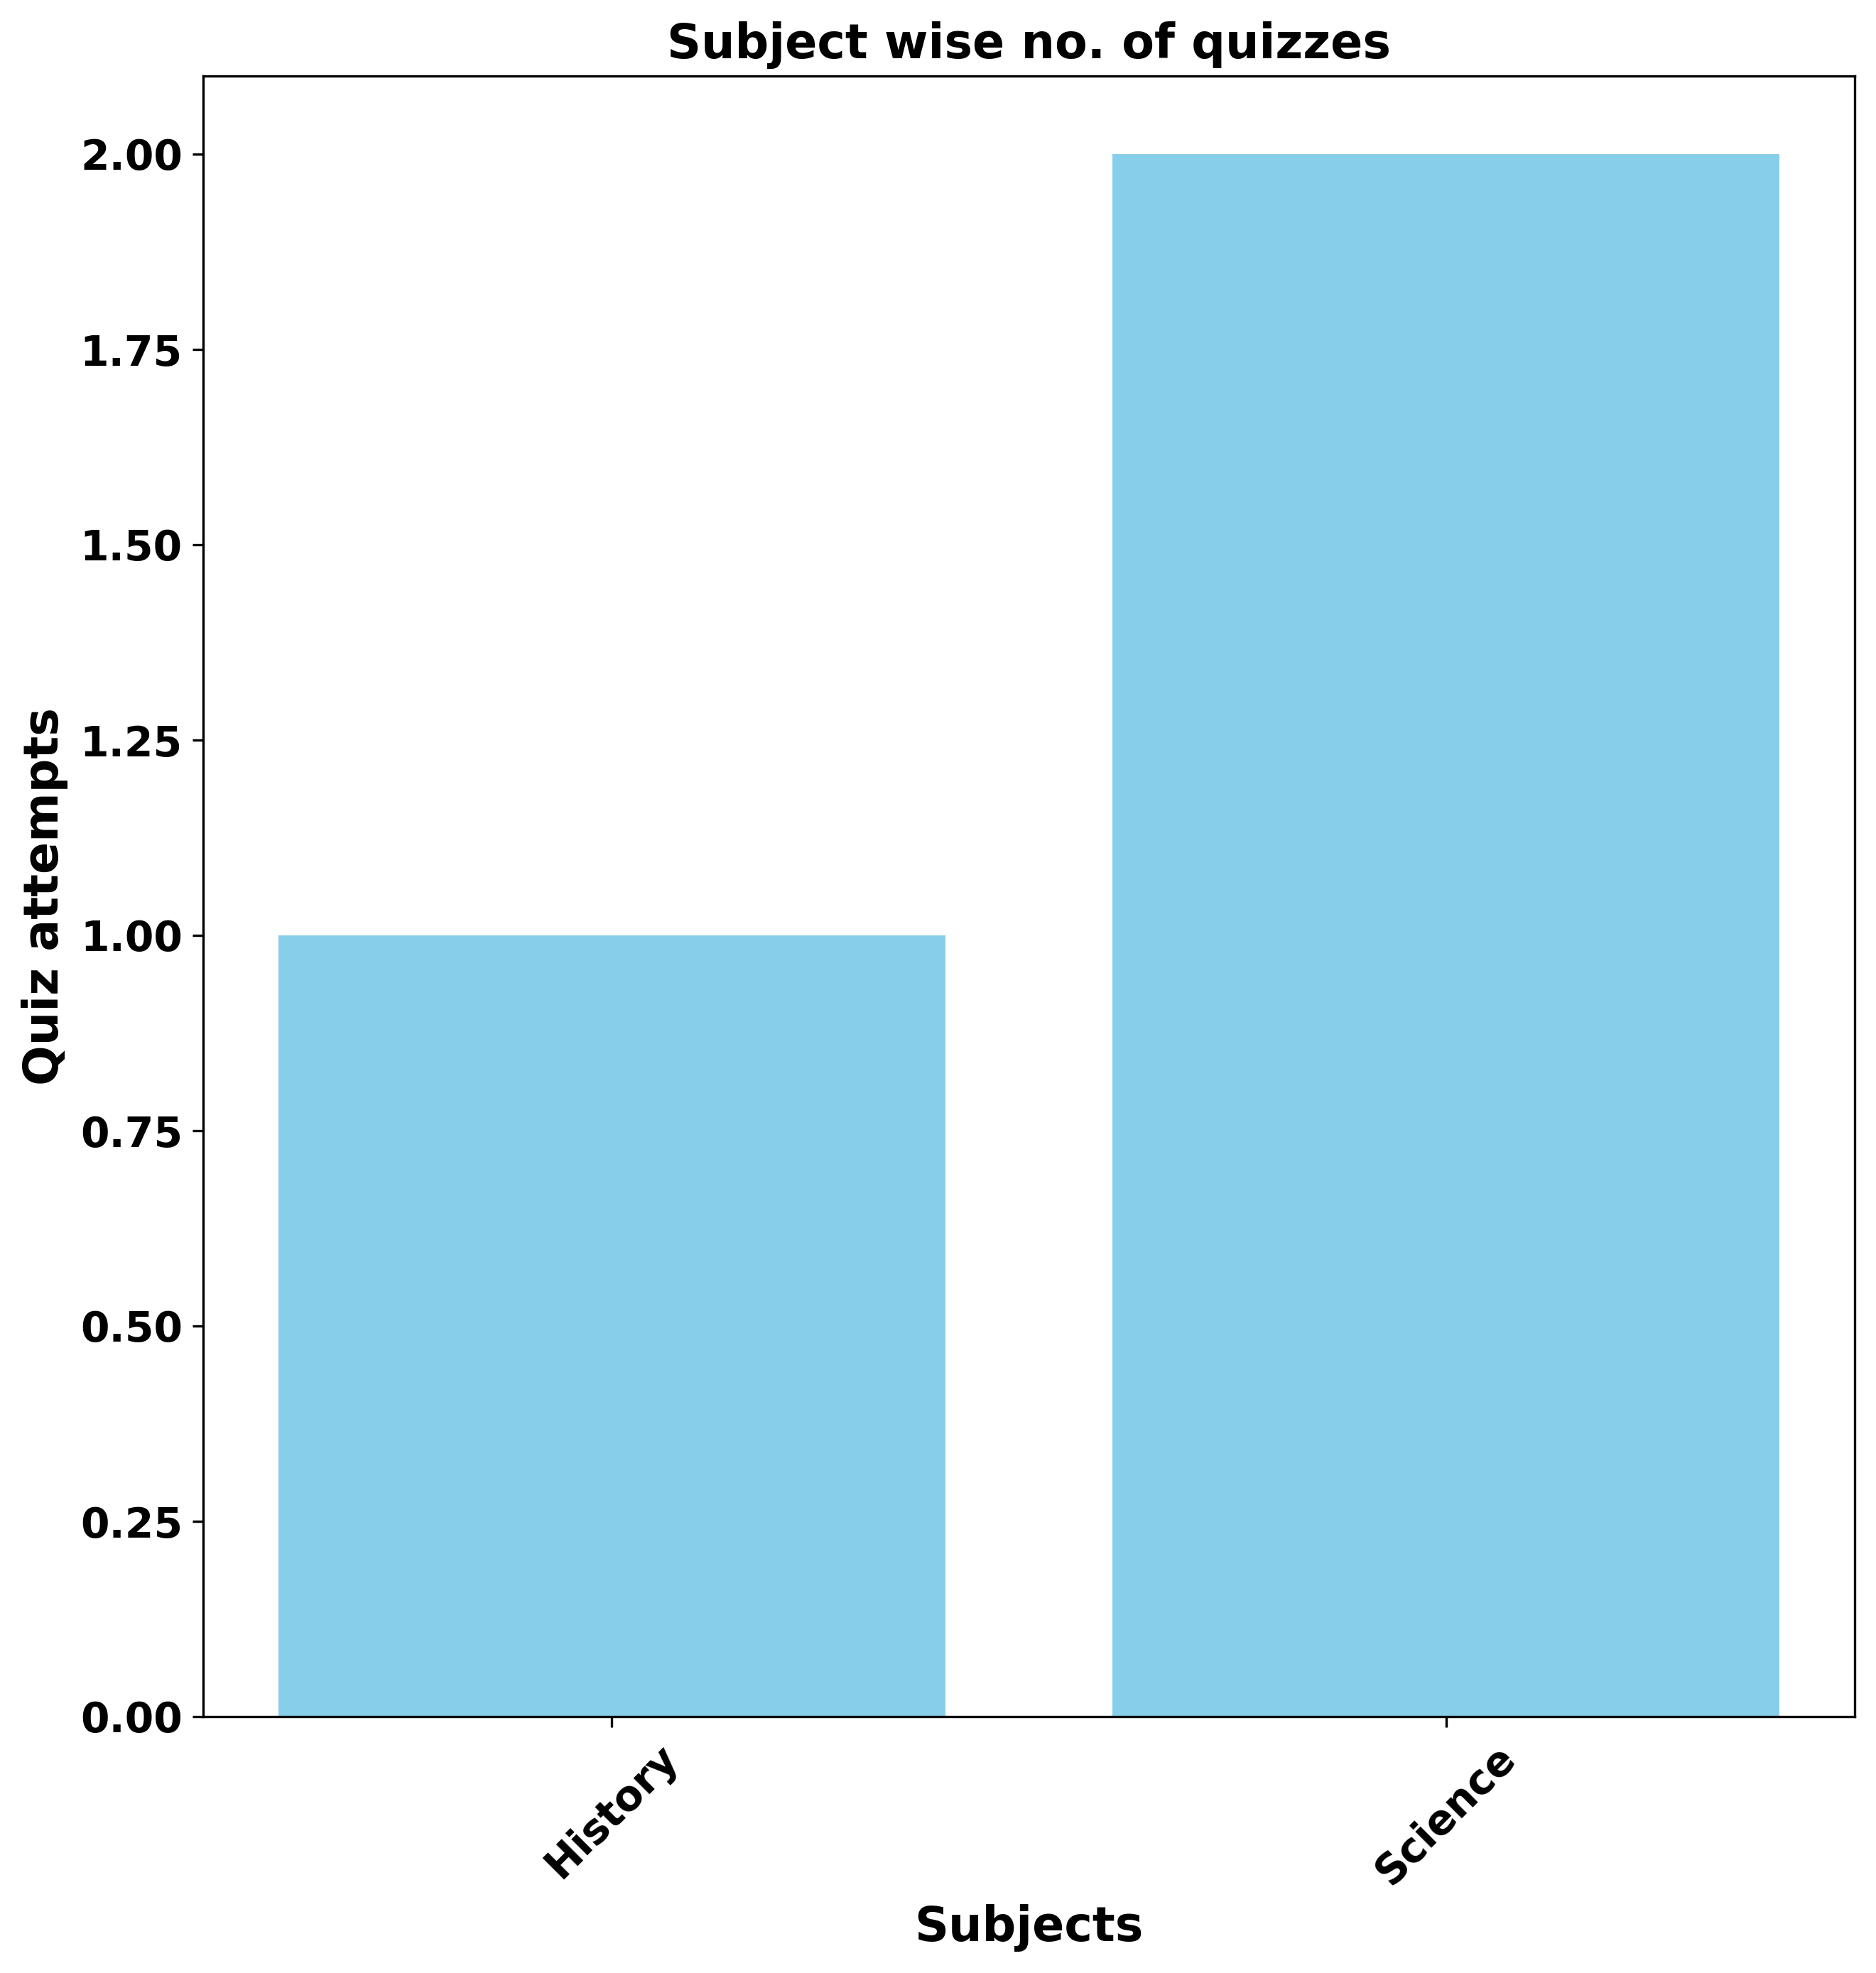 Subject wise no. of quizzes
Quiz attempts
2.00
1.75
1.50
1.25
1.00
0.75
0.50
0.25
0.00
History
Science
Subjects